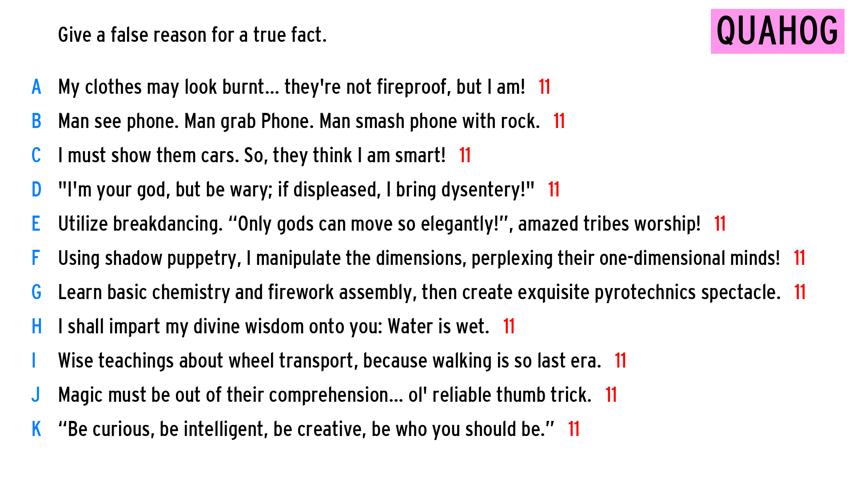 Give a false reason for a true fact.
QUAHOG
A My clothes may look burnt... they're not fireproof, but I am! 11
B Man see phone. Man grab Phone. Man smash phone with rock. 11
C I must show them cars. So, they think I am smart! 11
D "I'm your god, but be wary; if displeased, I bring dysentery!" 11
E Utilize breakdancing. “Only gods can move so elegantly!”, amazed tribes worship! 11
F Using shadow puppetry, I manipulate the dimensions, perplexing their one-dimensional minds! 11
G Learn basic chemistry and firework assembly, then create exquisite pyrotechnics spectacle. 11
H I shall impart my divine wisdom onto you: Water is wet. 11
I Wise teachings about wheel transport, because walking is so last era. 11
J Magic must be out of their comprehension... ol' reliable thumb trick. 11
K “Be curious, be intelligent, be creative, be who you should be.” 11